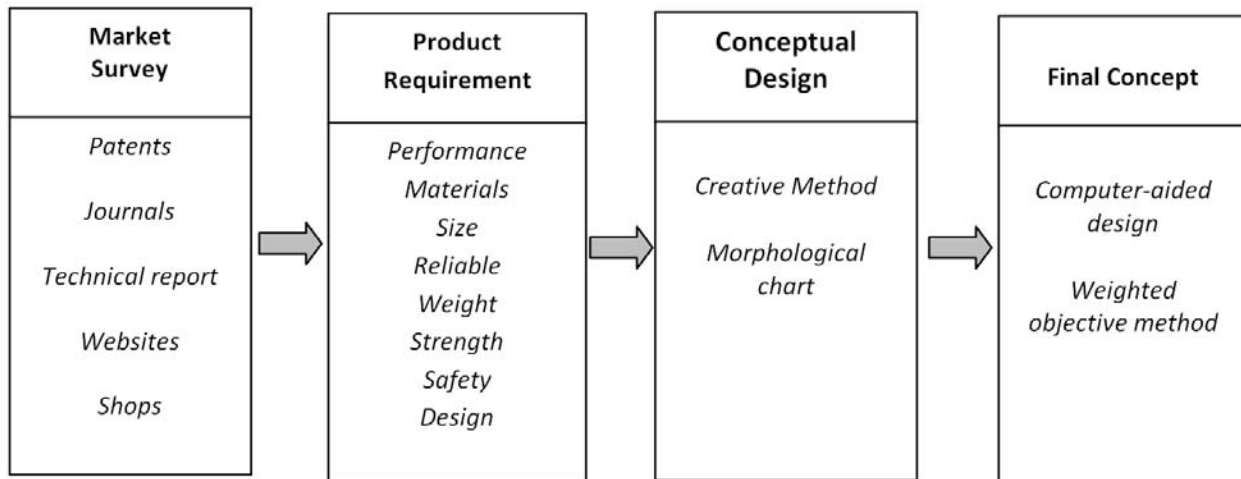 Market
Survey
Patents
Journals
Technical report
Websites
Shops
Product
Requirement
Performance
Materials
Size
Reliable
Weight
Strength
Safety
Design
Conceptual
Design
Creative Method
Morphological
chart
Final Concept
Computer-aided
design
Weighted
objective method